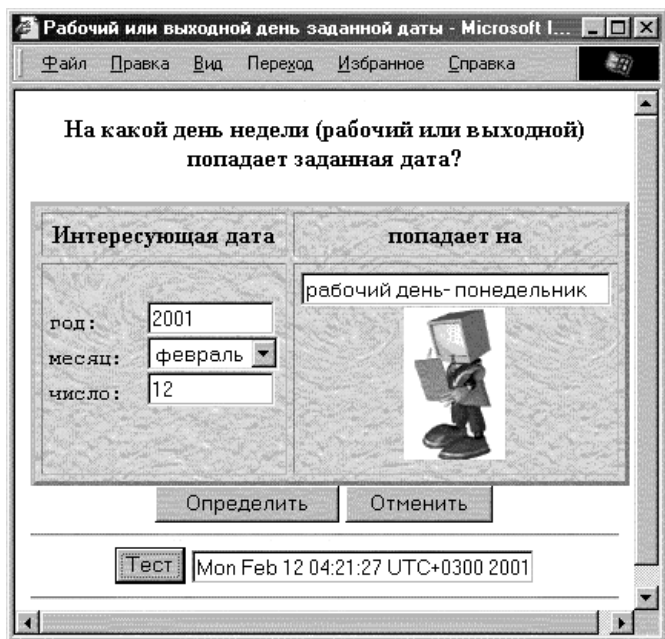 Рабочий или выходной день заданной даты - Microsoft I...
Файл Правка Вид Переход Избранное Справка
На какой день недели (рабочий или выходной)
попадает заданная дата?
Интересующая дата попадает на
рабочий день- понедельник
год: 2001
месяц: февраль
число: 12
Определить Отменить
Тест Mon Feb 12 04:21:27 UTC+0300 2001